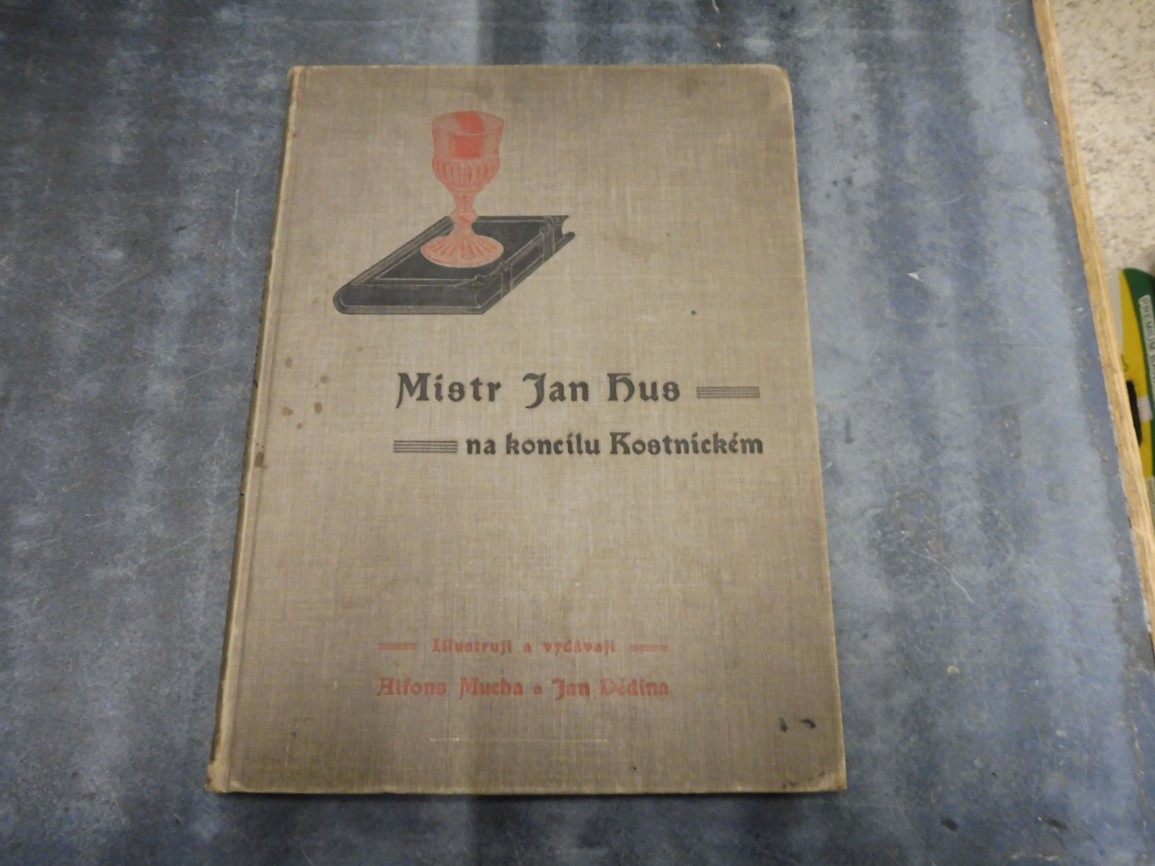 Mistr Jan Hus
na koncilu Kostnickém
Illustrují a vydávají
Alfons Mucha a Jan Dědina